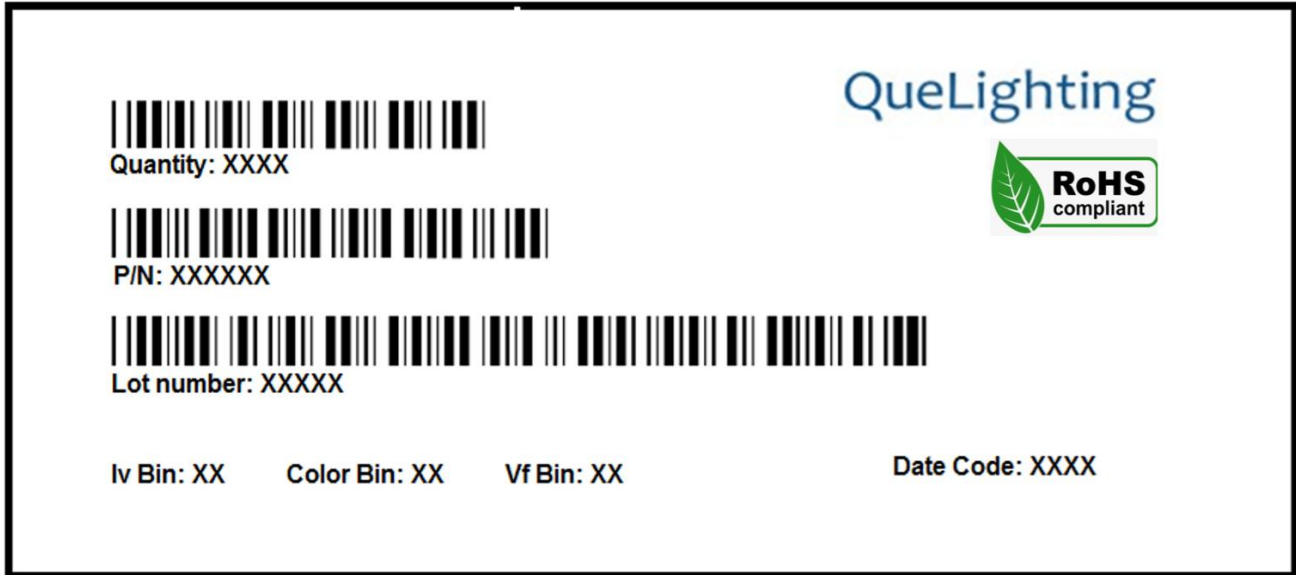 QueLighting
RoHS
compliant
Quantity: XXXX
P/N: XXXXXX
Lot number: XXXXX
Iv Bin: XX Color Bin: XX Vf Bin: XX Date Code: XXXX